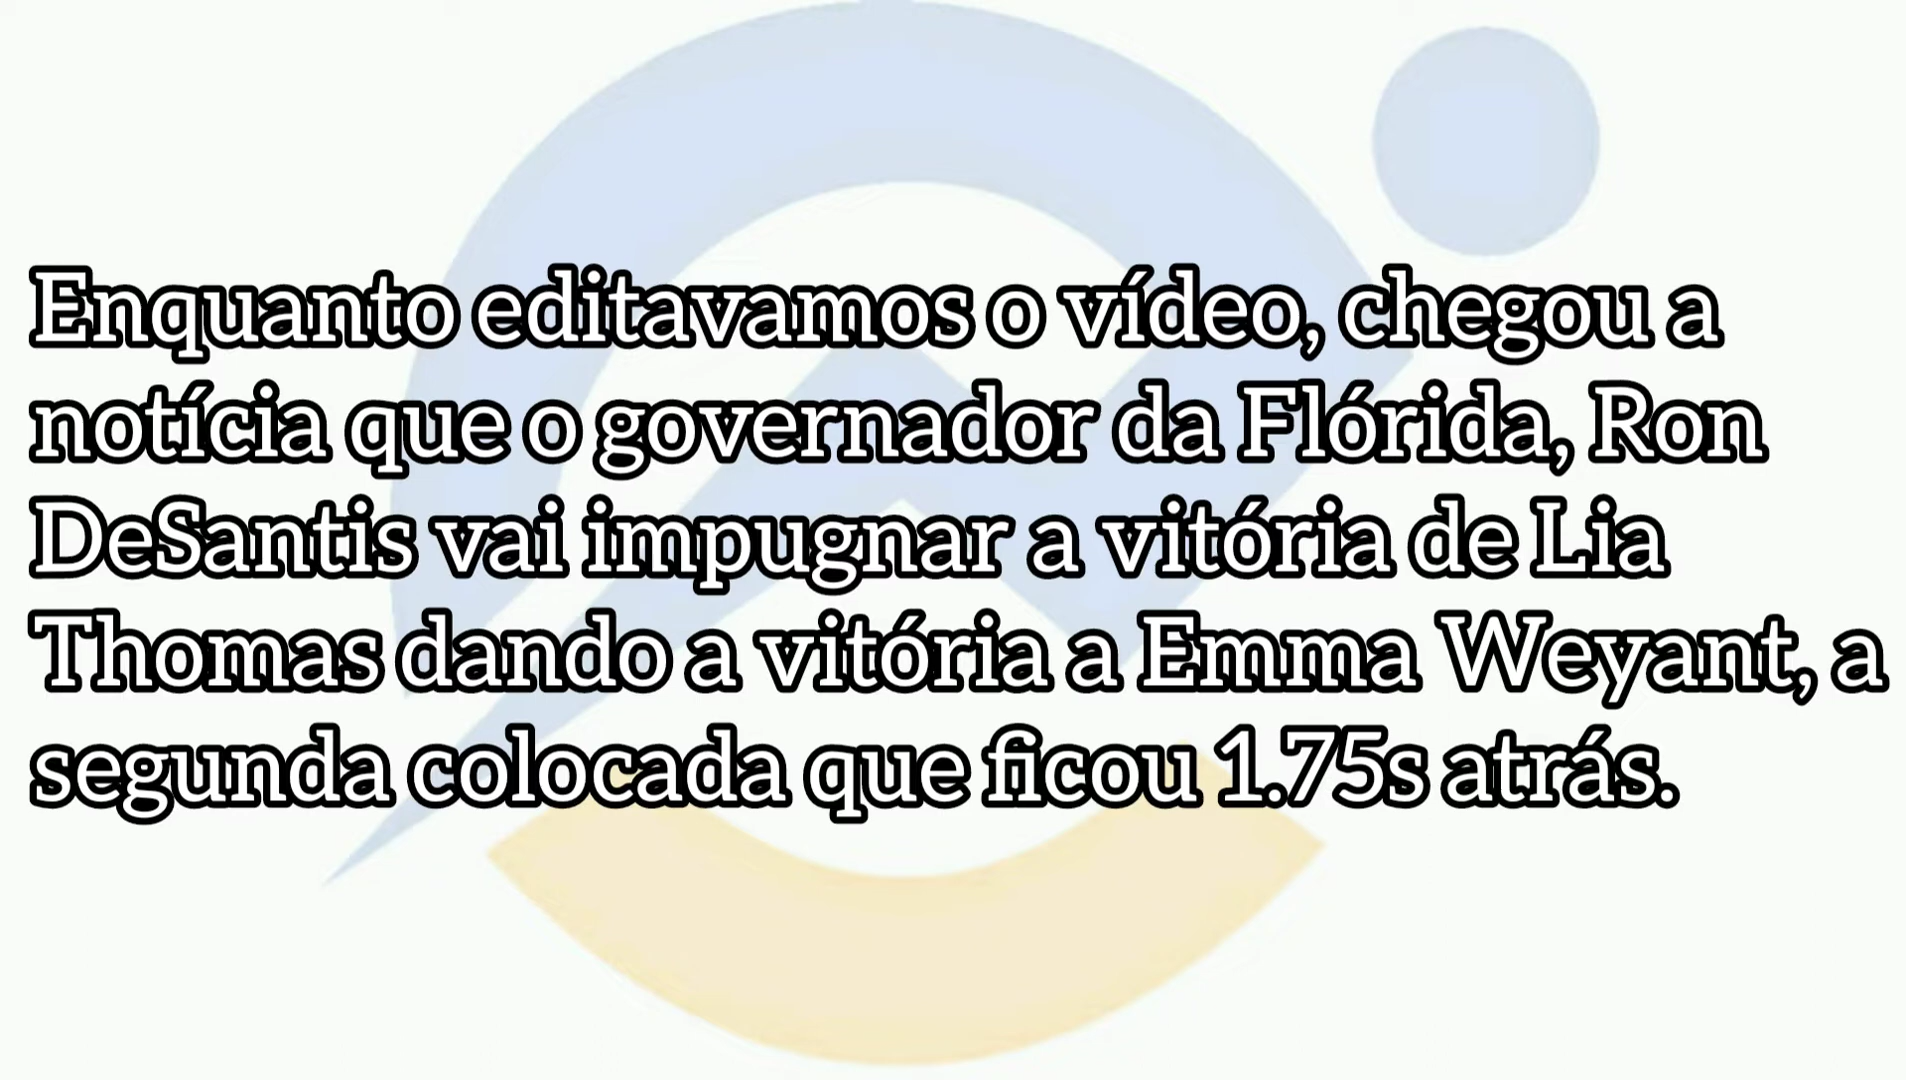 Enquanto editavamos o vídeo, chegou a
notícia que o governador da Flórida, Ron
DeSantis vai impugnar a vitória de Lia
Thomas dando a vitória a Emma Weyant, a
segunda colocada que ficou 1.75s atrás.